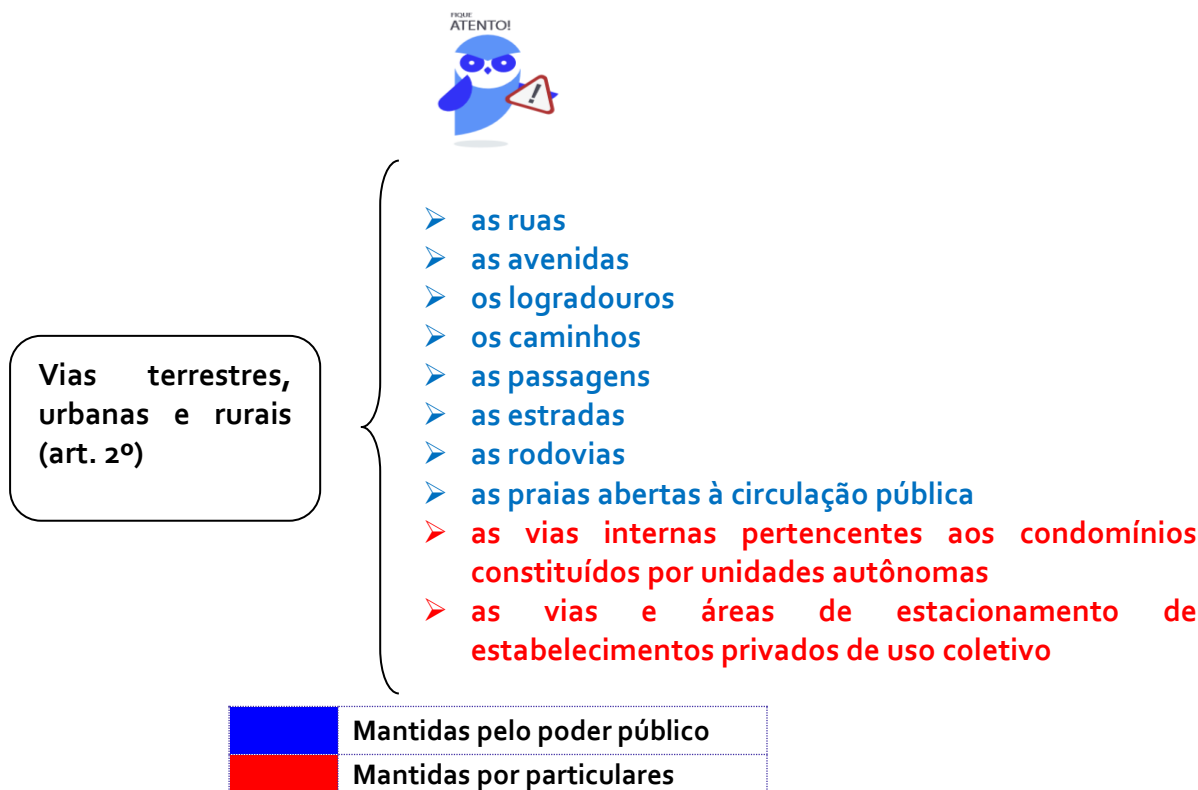 FIQUE
ATENTO!
➢ as ruas
➢ as avenidas
➢ os logradouros
➢ os caminhos
➢ as passagens
➢ as estradas
➢ as rodovias
➢ as praias abertas à circulação pública
➢ as vias internas pertencentes aos condomínios
constituídos por unidades autônomas
➢ as vias e áreas de estacionamento de
estabelecimentos privados de uso coletivo
Vias terrestres,
urbanas e rurais
(art. 2º)
Mantidas pelo poder público
Mantidas por particulares